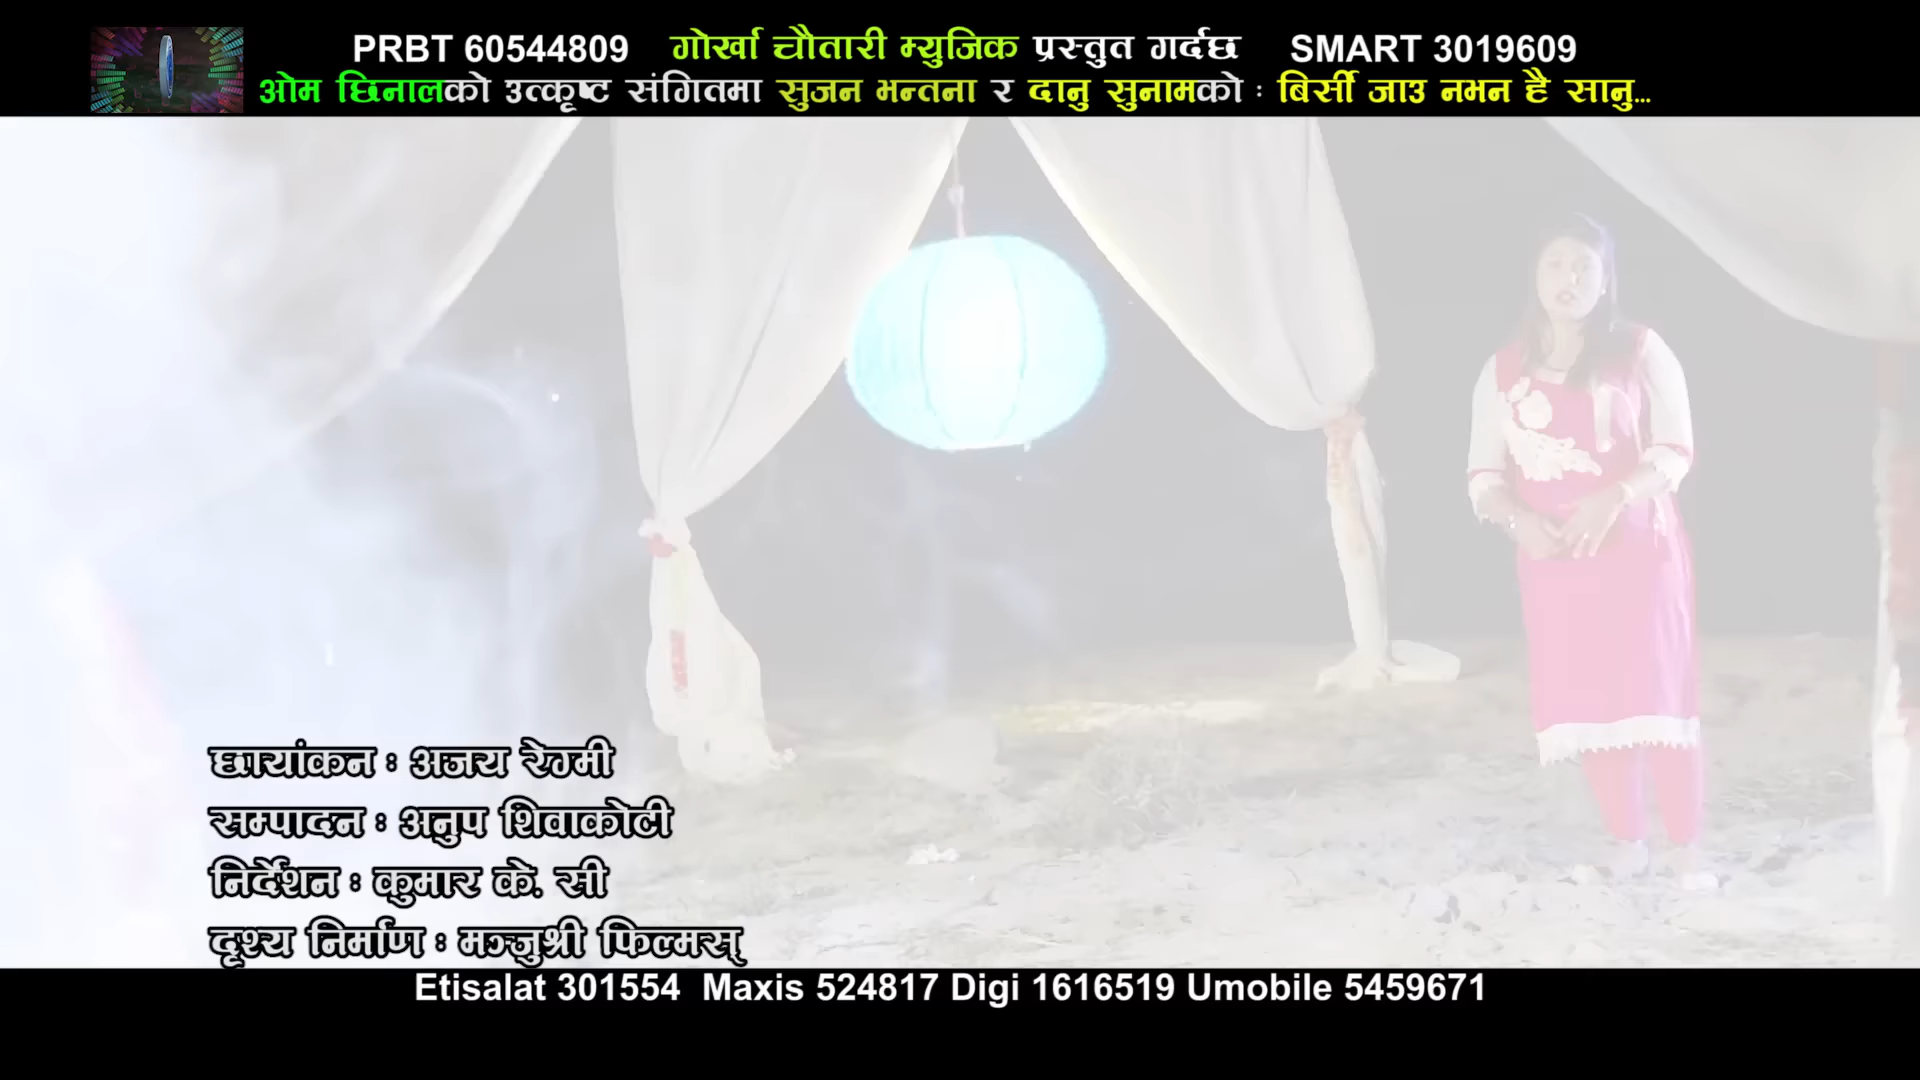 PRBT 60544809 गोर्खा चौतारी म्युजिक प्रस्तुत गर्दछ SMART 3019609
ओम छिनालको उत्कृष्ट संगितमा सुजन भन्तना र दानु सुनामको : बिर्सी जाउ नभन है सानु...
छायांकन : अजय रेग्मी
सम्पादन : अनुप शिवाकोटी
निर्देशन : कुमार के. सी
दृश्य निर्माण : मञ्जुश्री फिल्मस्
Etisalat 301554 Maxis 524817 Digi 1616519 Umobile 5459671